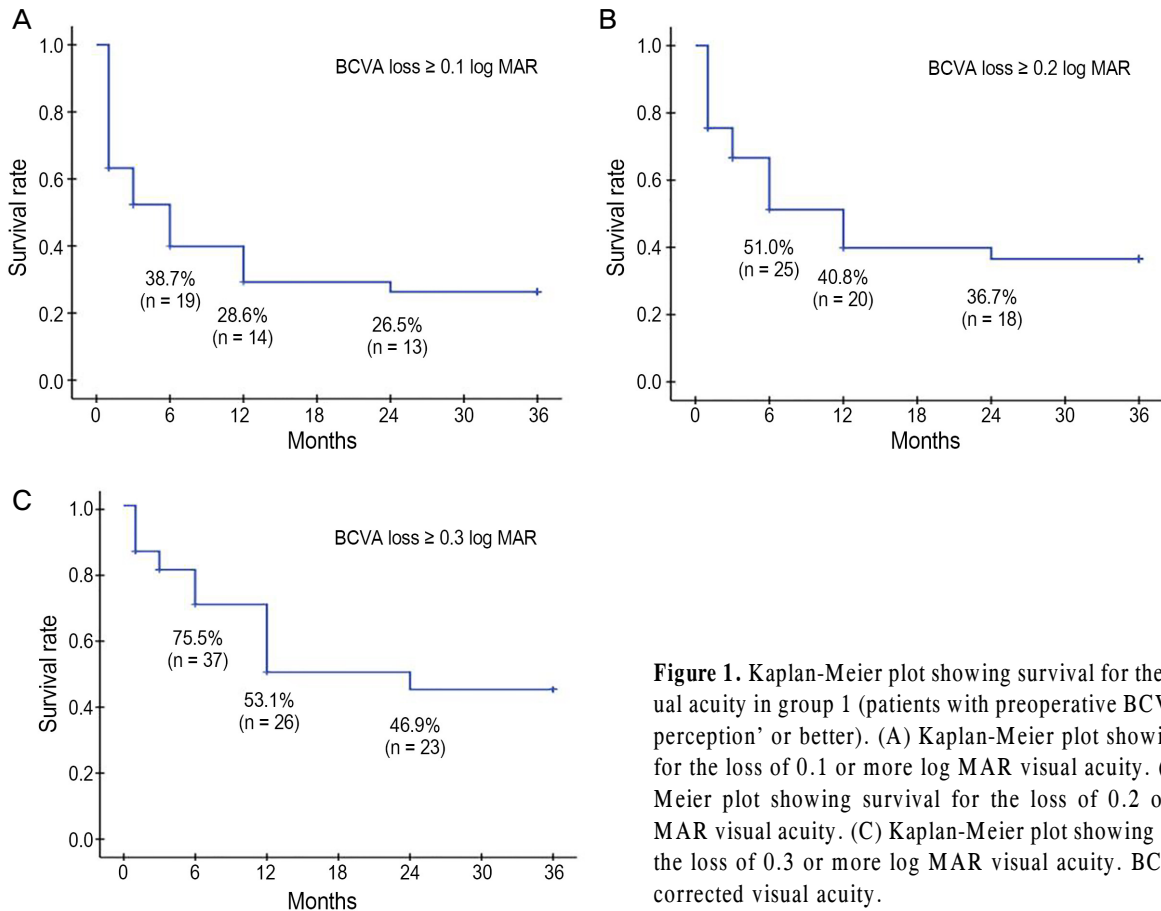 A
BCVA loss ≥ 0.1 log MAR
Survival rate
1.0
0.8
0.6
0.4
0.2
0.0
38.7%
(n = 19)
28.6%
(n = 14)
26.5%
(n = 13)
0 6 12 18 24 30 36
Months
B
BCVA loss ≥ 0.2 log MAR
Survival rate
1.0
0.8
0.6
0.4
0.2
0.0
51.0%
(n = 25)
40.8%
(n = 20)
36.7%
(n = 18)
0 6 12 18 24 30 36
Months
C
BCVA loss ≥ 0.3 log MAR
Survival rate
1.0
0.8
0.6
0.4
0.2
0.0
75.5%
(n = 37)
53.1%
(n = 26)
46.9%
(n = 23)
0 6 12 18 24 30 36
Months
Figure 1. Kaplan-Meier plot showing survival for the
ual acuity in group 1 (patients with preoperative BCV
perception’ or better). (A) Kaplan-Meier plot showi
for the loss of 0.1 or more log MAR visual acuity. (
Meier plot showing survival for the loss of 0.2 o
MAR visual acuity. (C) Kaplan-Meier plot showing
the loss of 0.3 or more log MAR visual acuity. BC
corrected visual acuity.